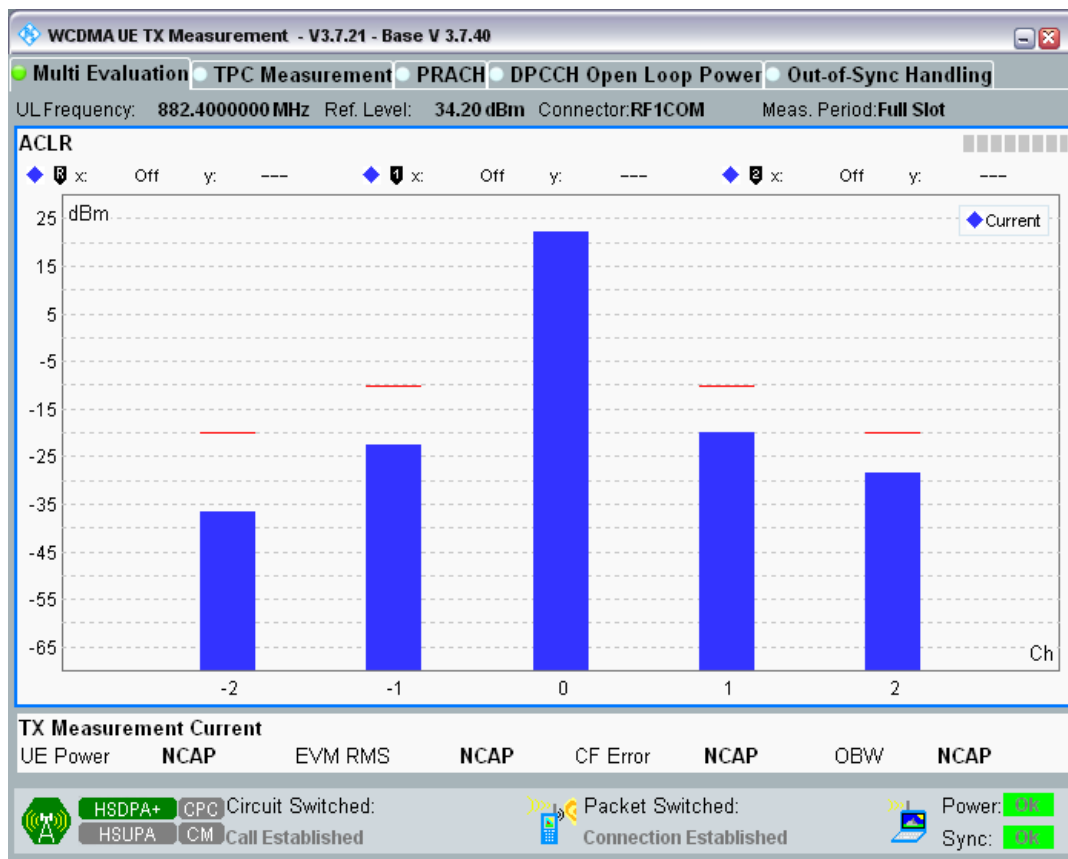 WCDMA UE TX Measurement - V3.7.21 - Base V 3.7.40
Multi Evaluation TPC Measurement PRACH DPCCH Open Loop Power Out-of-Sync Handling
UL Frequency: 882.4000000 MHz Ref. Level: 34.20 dBm Connector:RF1COM Meas. Period:Full Slot
ACLR
R x: Off y: --- 1 x: Off y: --- 2 x: Off y: ---
dBm
Current
25
15
5
-5
-15
-25
-35
-45
-55
-65
Ch
-2 -1 0 1 2
TX Measurement Current
UE Power NCAP EVM RMS NCAP CF Error NCAP OBW NCAP
HSDPA+ CPC Circuit Switched: Packet Switched: Power: OK
HSUPA CM Call Established Connection Established Sync: OK